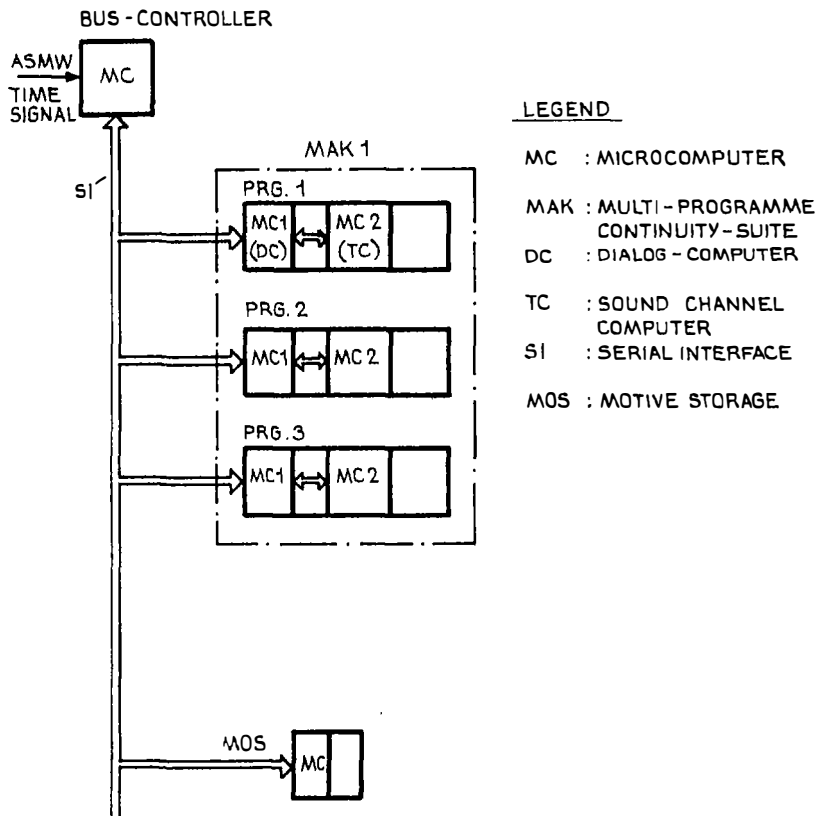 BUS-CONTROLLER
ASMW
TIME
SIGNAL
MC
SI
MAK 1
PRG. 1
MC1
(DC)
MC 2
(TC)
PRG. 2
MC1
MC 2
PRG. 3
MC1
MC 2
MOS
MC
LEGEND
MC : MICROCOMPUTER
MAK : MULTI-PROGRAMME
CONTINUITY-SUITE
DC : DIALOG-COMPUTER
TC : SOUND CHANNEL
COMPUTER
SI : SERIAL INTERFACE
MOS : MOTIVE STORAGE